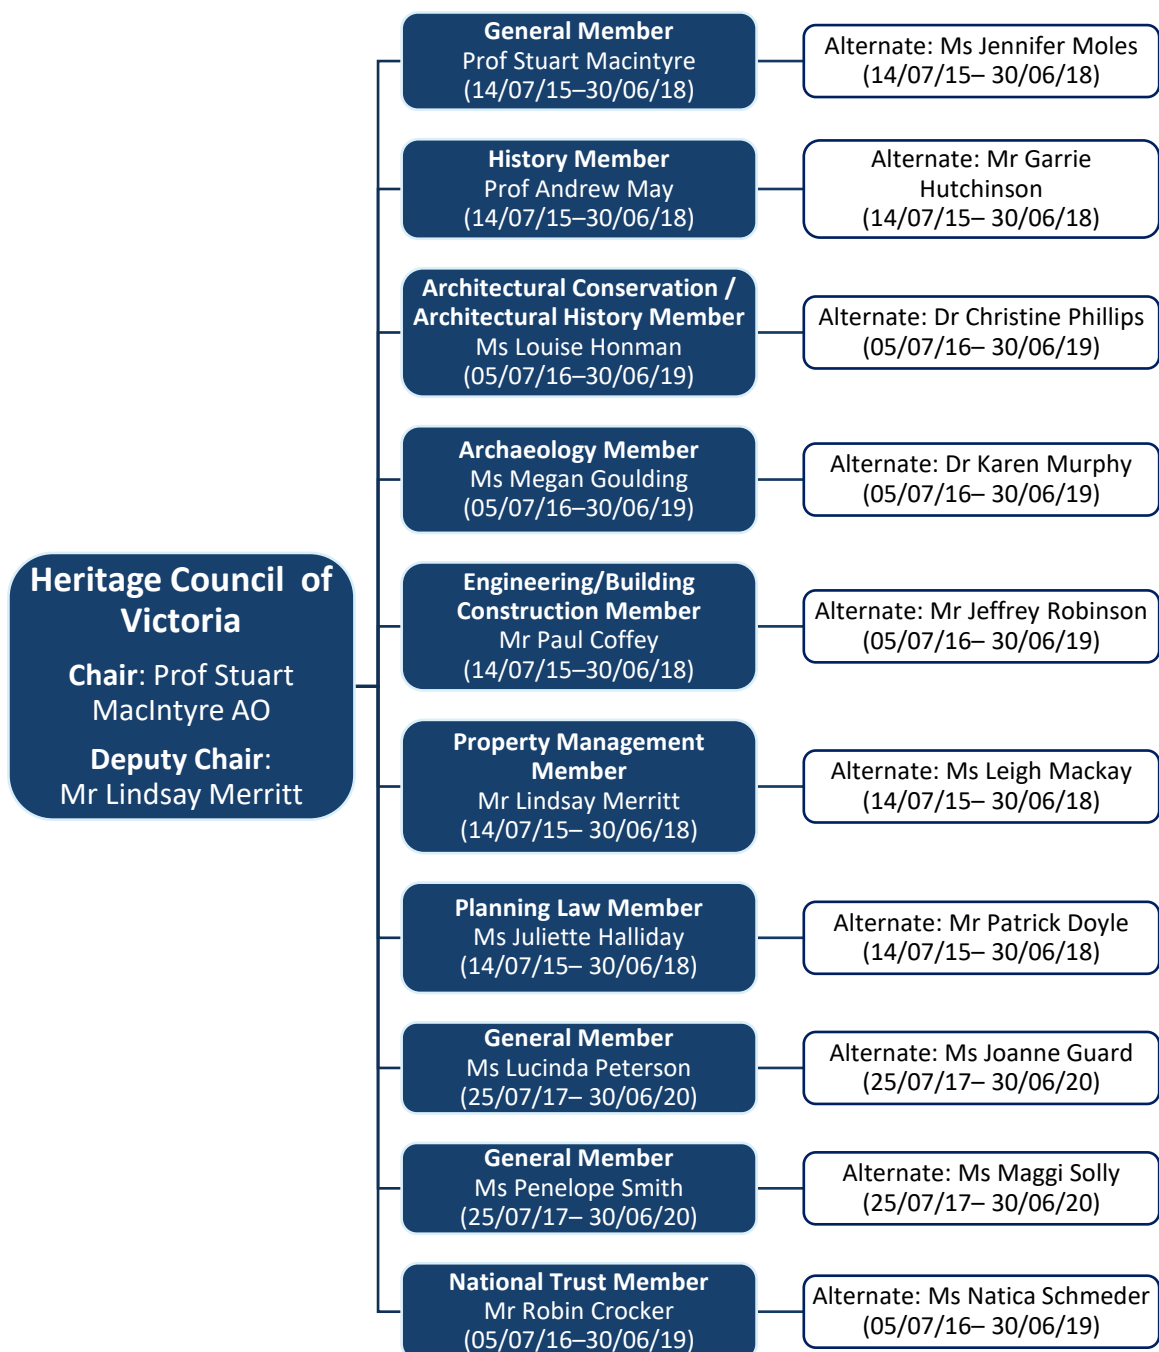 Heritage Council of
Victoria
Chair: Prof Stuart
MacIntyre AO
Deputy Chair:
Mr Lindsay Merritt
General Member
Prof Stuart Macintyre
(14/07/15–30/06/18)
Alternate: Ms Jennifer Moles
(14/07/15– 30/06/18)
History Member
Prof Andrew May
(14/07/15–30/06/18)
Alternate: Mr Garrie
Hutchinson
(14/07/15– 30/06/18)
Architectural Conservation /
Architectural History Member
Ms Louise Honman
(05/07/16–30/06/19)
Alternate: Dr Christine Phillips
(05/07/16– 30/06/19)
Archaeology Member
Ms Megan Goulding
(05/07/16–30/06/19)
Alternate: Dr Karen Murphy
(05/07/16– 30/06/19)
Engineering/Building
Construction Member
Mr Paul Coffey
(14/07/15–30/06/18)
Alternate: Mr Jeffrey Robinson
(05/07/16– 30/06/19)
Property Management
Member
Mr Lindsay Merritt
(14/07/15– 30/06/18)
Alternate: Ms Leigh Mackay
(14/07/15– 30/06/18)
Planning Law Member
Ms Juliette Halliday
(14/07/15– 30/06/18)
Alternate: Mr Patrick Doyle
(14/07/15– 30/06/18)
General Member
Ms Lucinda Peterson
(25/07/17– 30/06/20)
Alternate: Ms Joanne Guard
(25/07/17– 30/06/20)
General Member
Ms Penelope Smith
(25/07/17– 30/06/20)
Alternate: Ms Maggi Solly
(25/07/17– 30/06/20)
National Trust Member
Mr Robin Crocker
(05/07/16–30/06/19)
Alternate: Ms Natica Schmeder
(05/07/16– 30/06/19)